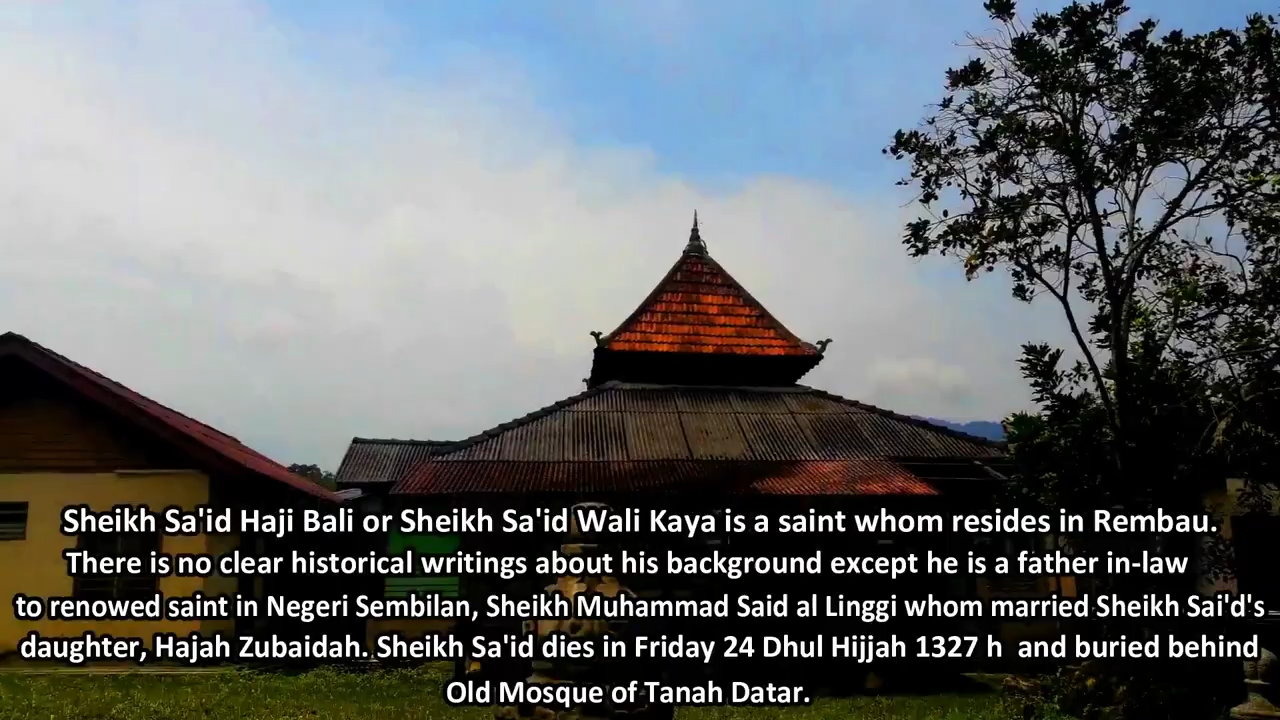 Sheikh Sa'id Haji Bali or Sheikh Sa'id Wali Kaya is a saint whom resides in Rembau.
There is no clear historical writings about his background except he is a father in-law
to renowed saint in Negeri Sembilan, Sheikh Muhammad Said al Linggi whom married Sheikh Sai'd's
daughter, Hajah Zubaidah. Sheikh Sa'id dies in Friday 24 Dhul Hijjah 1327 h  and buried behind
Old Mosque of Tanah Datar.